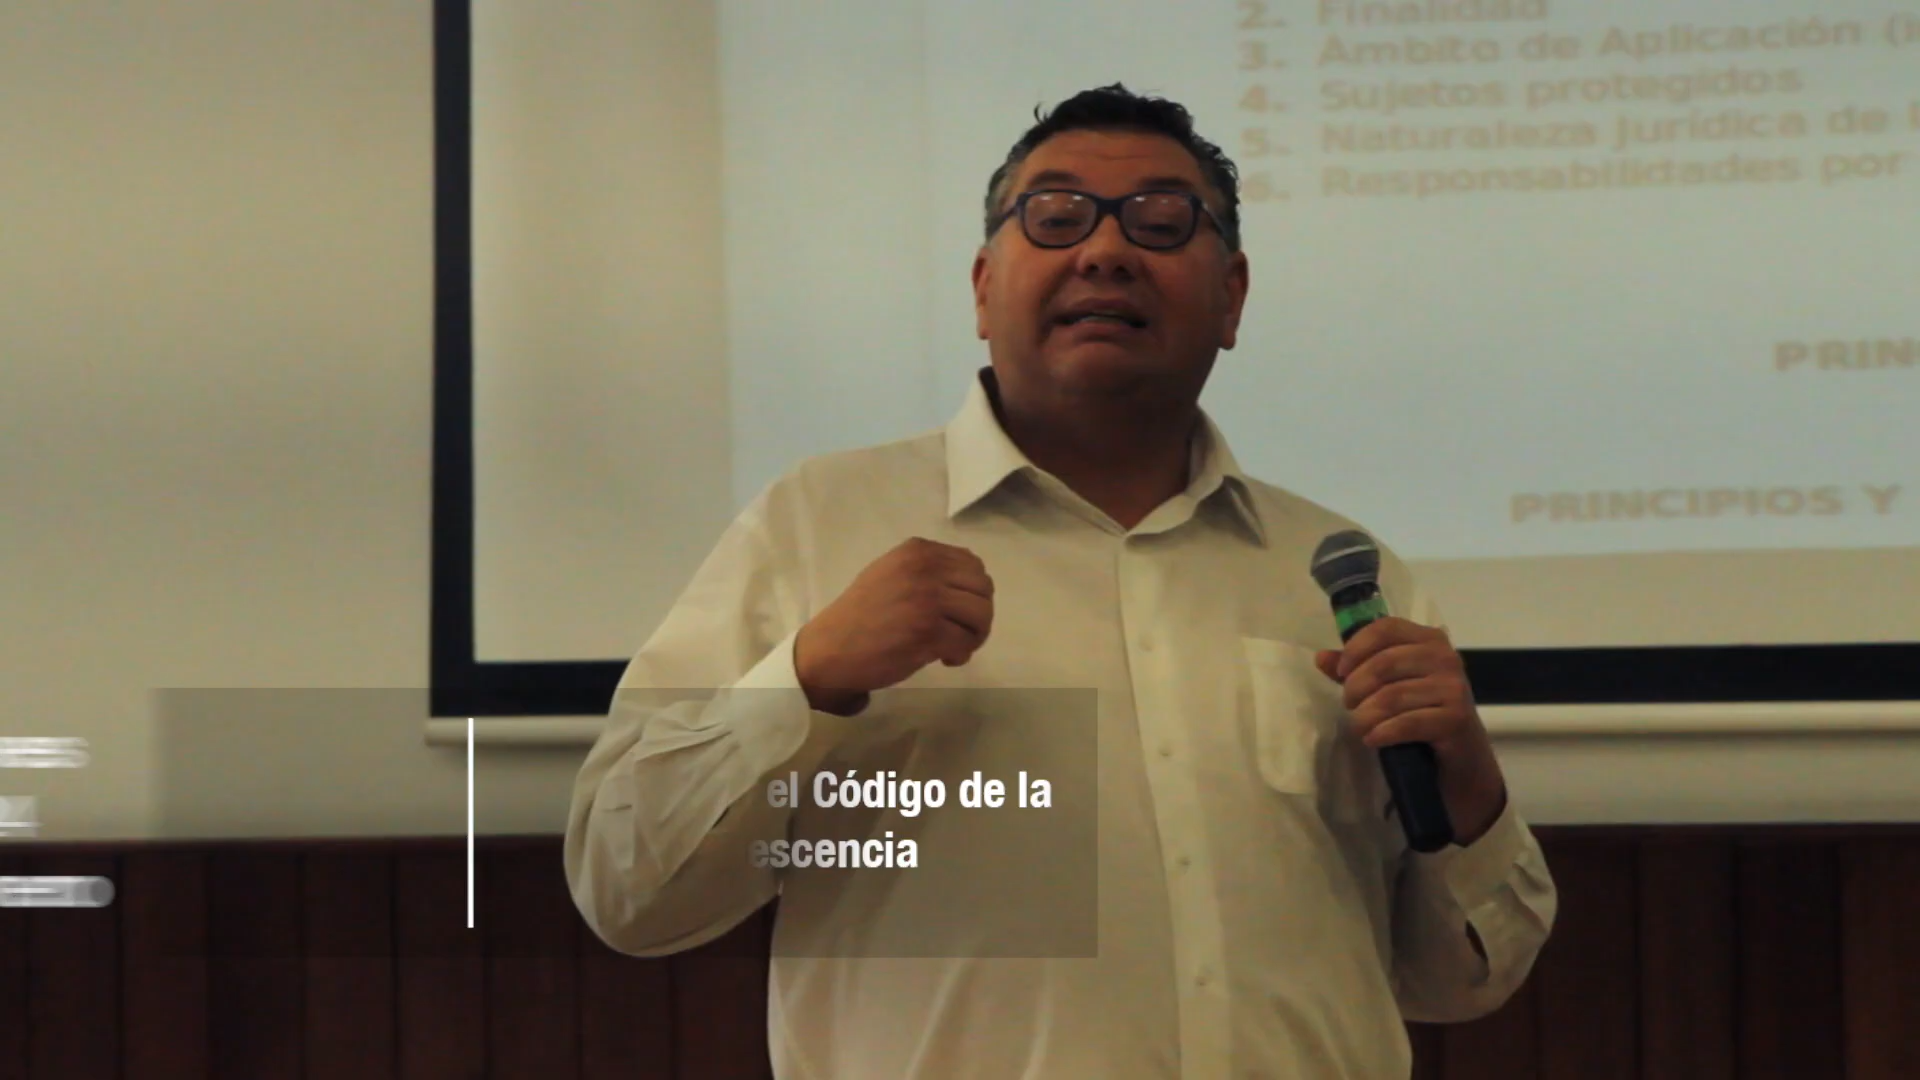 2. Finalidad
3. Ámbito de Aplicación
4. Sujetos protegidos
5. Naturaleza Jurídica de
6. Responsabilidades por
PRIN
PRINCIPIOS Y
el Código de la
escencia